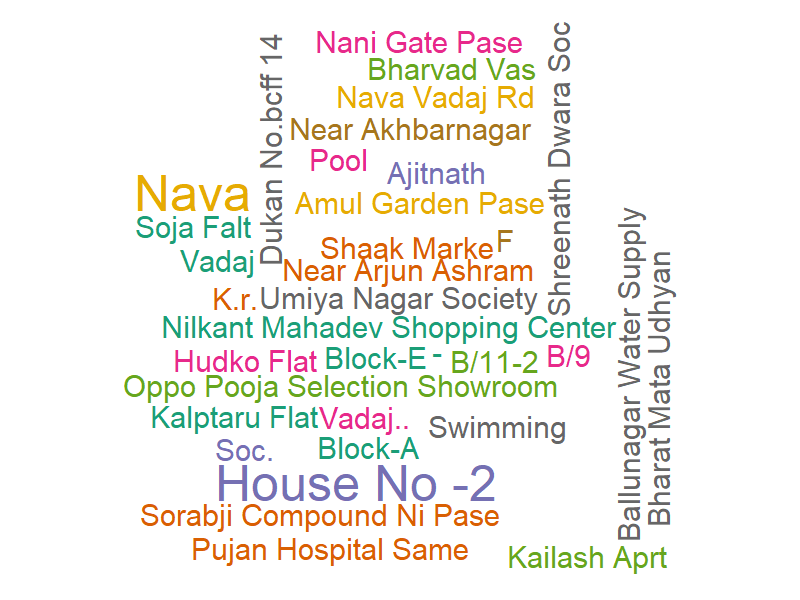 Nani Gate Pase
Bharvad Vas
Nava Vadaj Rd
Near Akhbarnagar
Dukan No.bcff 14
Shreenath Dwara Soc
Pool
Ajitnath
Nava
Amul Garden Pase
Soja Falt
Shaak Marke
F
Vadaj
Near Arjun Ashram
K.r.
Umiya Nagar Society
Nilkant Mahadev Shopping Center
Hudko Flat
Block-E
-
B/11-2
B/9
Oppo Pooja Selection Showroom
Ballunagar Water Supply
Bharat Mata Udhyan
Kalptaru Flat
Vadaj..
Swimming
Soc.
Block-A
House No -2
Sorabji Compound Ni Pase
Pujan Hospital Same
Kailash Aprt